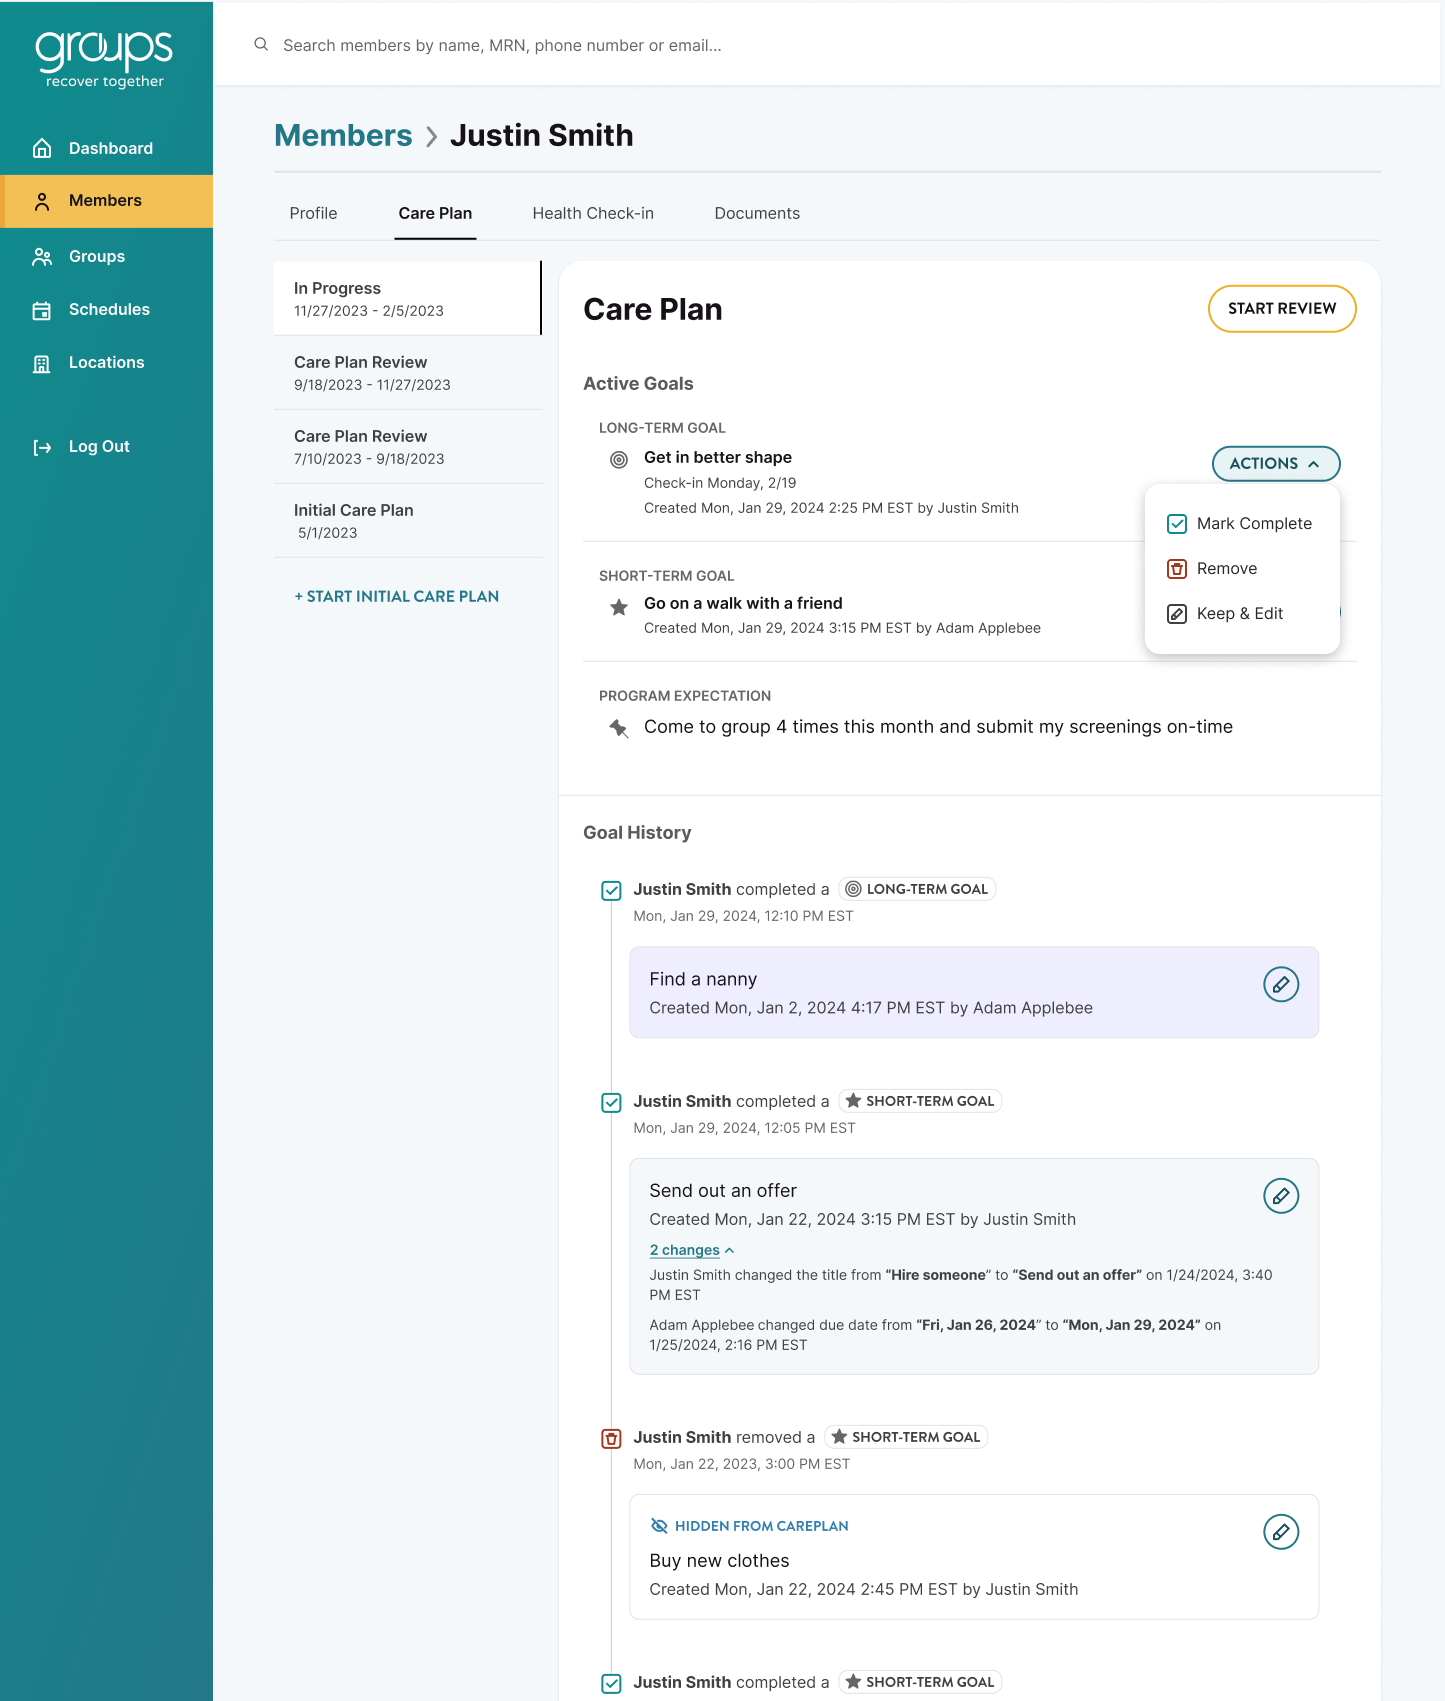 groups
recover together
Search members by name, MRN, phone number or email...
Dashboard
Members
Groups
Schedules
Locations
Log Out
Members > Justin Smith
Profile
Care Plan
Health Check-in
Documents
In Progress
11/27/2023 - 2/5/2023
Care Plan Review
9/18/2023 - 11/27/2023
Care Plan Review
7/10/2023 - 9/18/2023
Initial Care Plan
5/1/2023
+ START INITIAL CARE PLAN
Care Plan
START REVIEW
Active Goals
LONG-TERM GOAL
Get in better shape
Check-in Monday, 2/19
Created Mon, Jan 29, 2024 2:25 PM EST by Justin Smith
ACTIONS
Mark Complete
Remove
Keep & Edit
SHORT-TERM GOAL
Go on a walk with a friend
Created Mon, Jan 29, 2024 3:15 PM EST by Adam Applebee
PROGRAM EXPECTATION
Come to group 4 times this month and submit my screenings on-time
Goal History
Justin Smith completed a LONG-TERM GOAL
Mon, Jan 29, 2024, 12:10 PM EST
Find a nanny
Created Mon, Jan 2, 2024 4:17 PM EST by Adam Applebee
Justin Smith completed a SHORT-TERM GOAL
Mon, Jan 29, 2024, 12:05 PM EST
Send out an offer
Created Mon, Jan 22, 2024 3:15 PM EST by Justin Smith
2 changes
Justin Smith changed the title from “Hire someone” to “Send out an offer” on 1/24/2024, 3:40
PM EST
Adam Applebee changed due date from “Fri, Jan 26, 2024” to “Mon, Jan 29, 2024” on
1/25/2024, 2:16 PM EST
Justin Smith removed a SHORT-TERM GOAL
Mon, Jan 22, 2023, 3:00 PM EST
HIDDEN FROM CAREPLAN
Buy new clothes
Created Mon, Jan 22, 2024 2:45 PM EST by Justin Smith
Justin Smith completed a SHORT-TERM GOAL